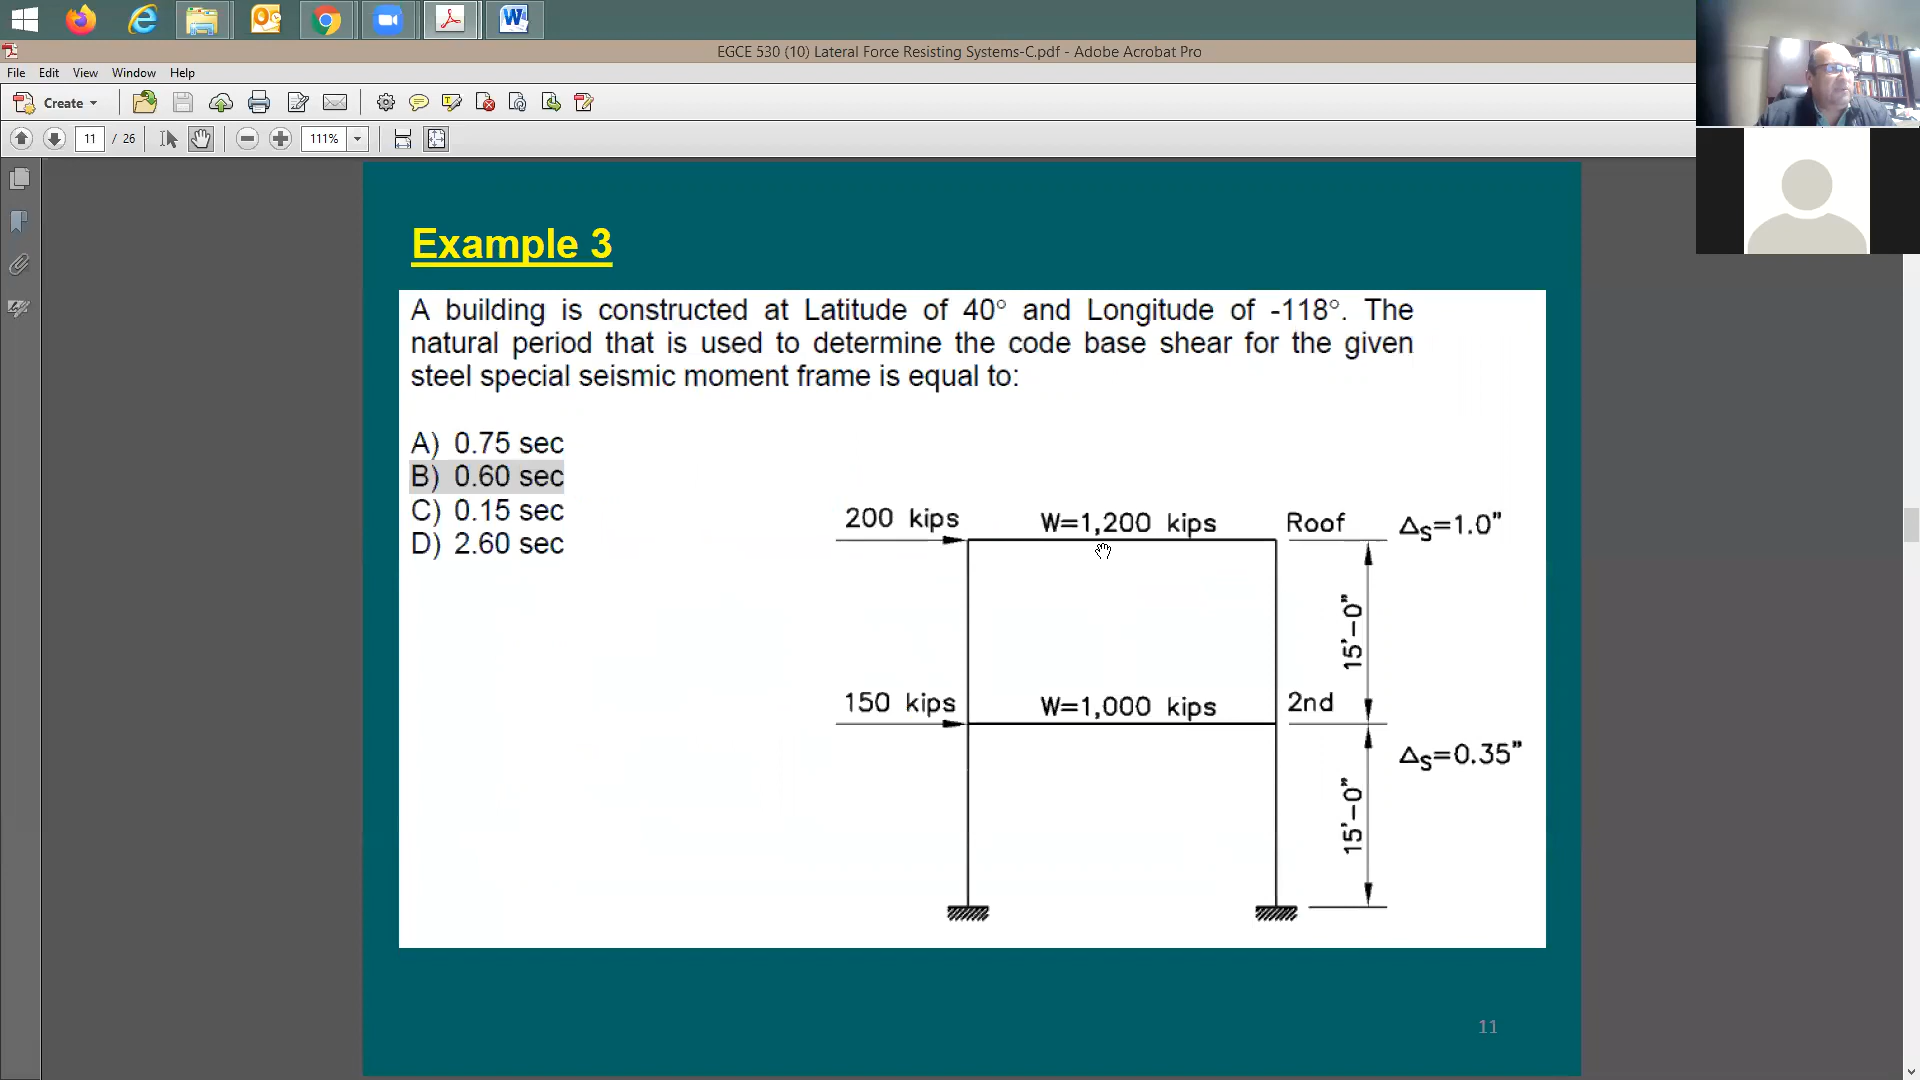 EGCE 530 (10) Lateral Force Resisting Systems-C.pdf - Adobe Acrobat Pro
File Edit View Window Help
Create
11 / 26 111%
Example 3
A building is constructed at Latitude of 40° and Longitude of -118°. The
natural period that is used to determine the code base shear for the given
steel special seismic moment frame is equal to:
A) 0.75 sec
B) 0.60 sec
C) 0.15 sec
D) 2.60 sec
200 kips W=1,200 kips Roof Δs=1.0"
15'-0"
150 kips W=1,000 kips 2nd
Δs=0.35"
15'-0"
11